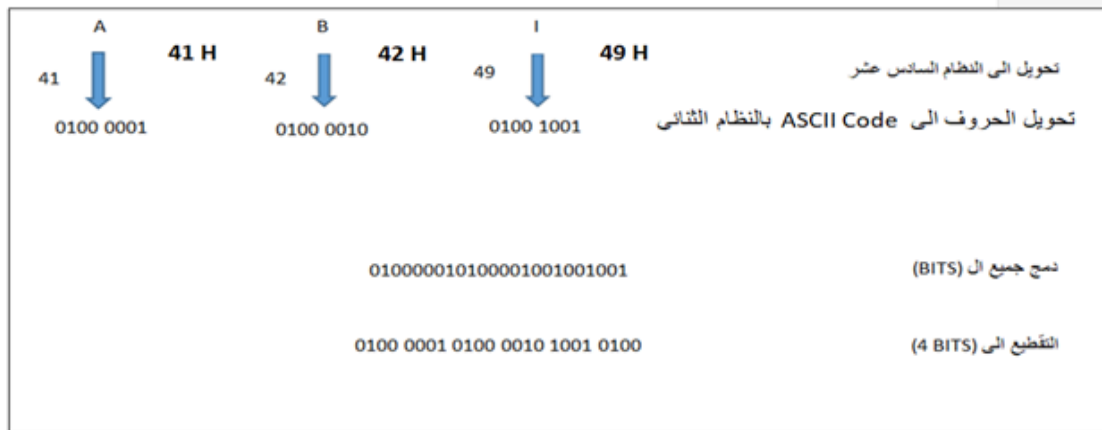 A B I
41 H 42 H 49 H
تحويل الى النظام السادس عشر
41 42 49
تحويل الحروف الى ASCII Code بالنظام الثنائي
0100 0001 0100 0010 0100 1001
دمج جميع ال (BITS)
010000010100001001001001
التقطيع الى (4 BITS)
0100 0001 0100 0010 1001 0100